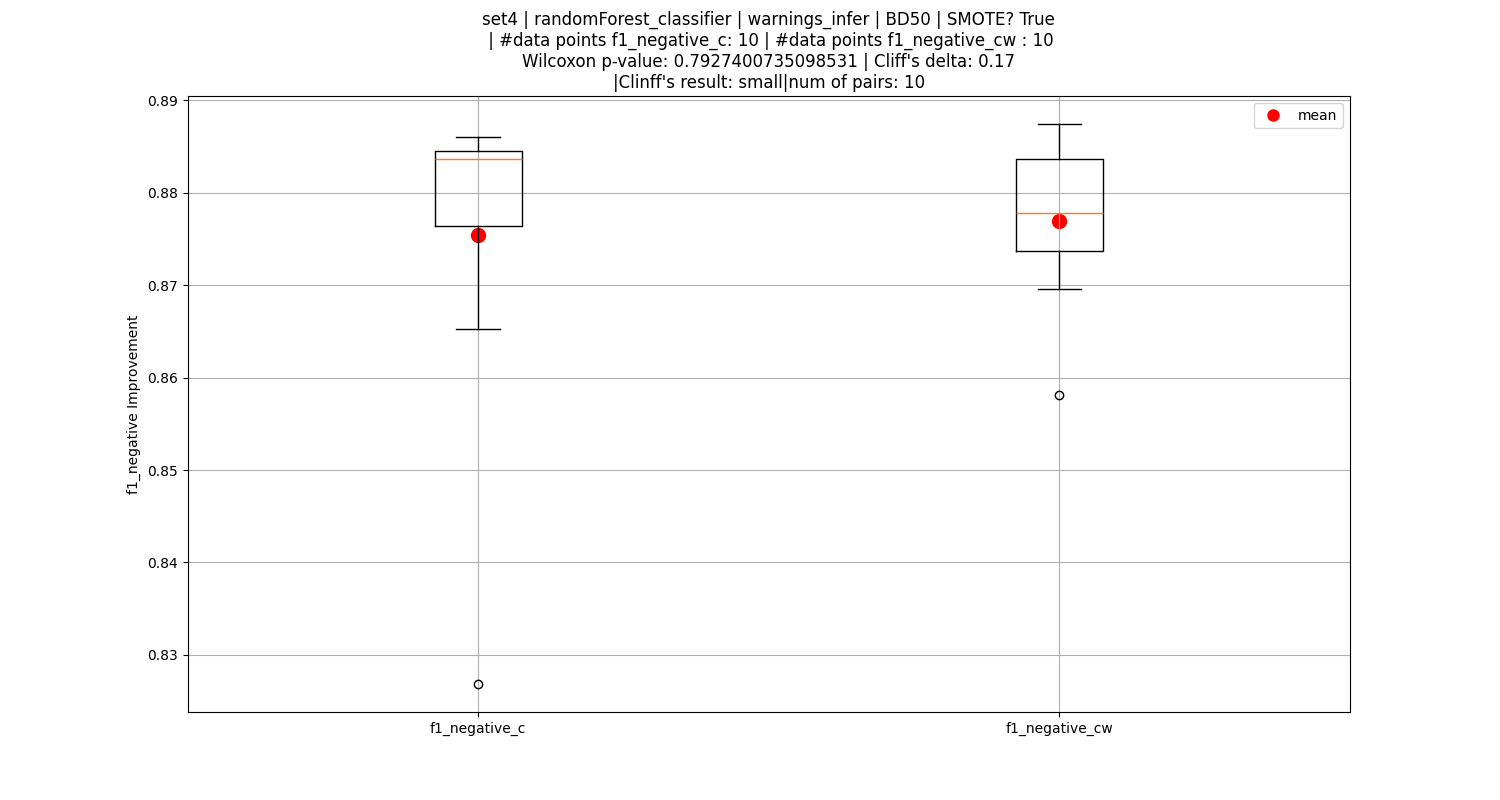 set4 | randomForest_classifier | warnings_infer | BD50 | SMOTE? True
| #data points f1_negative_c: 10 | #data points f1_negative_cw : 10
Wilcoxon p-value: 0.7927400735098531 | Cliff's delta: 0.17
|Clinff's result: small|num of pairs: 10
mean
0.89
0.88
0.87
0.86
0.85
0.84
0.83
f1_negative Improvement
f1_negative_c
f1_negative_cw